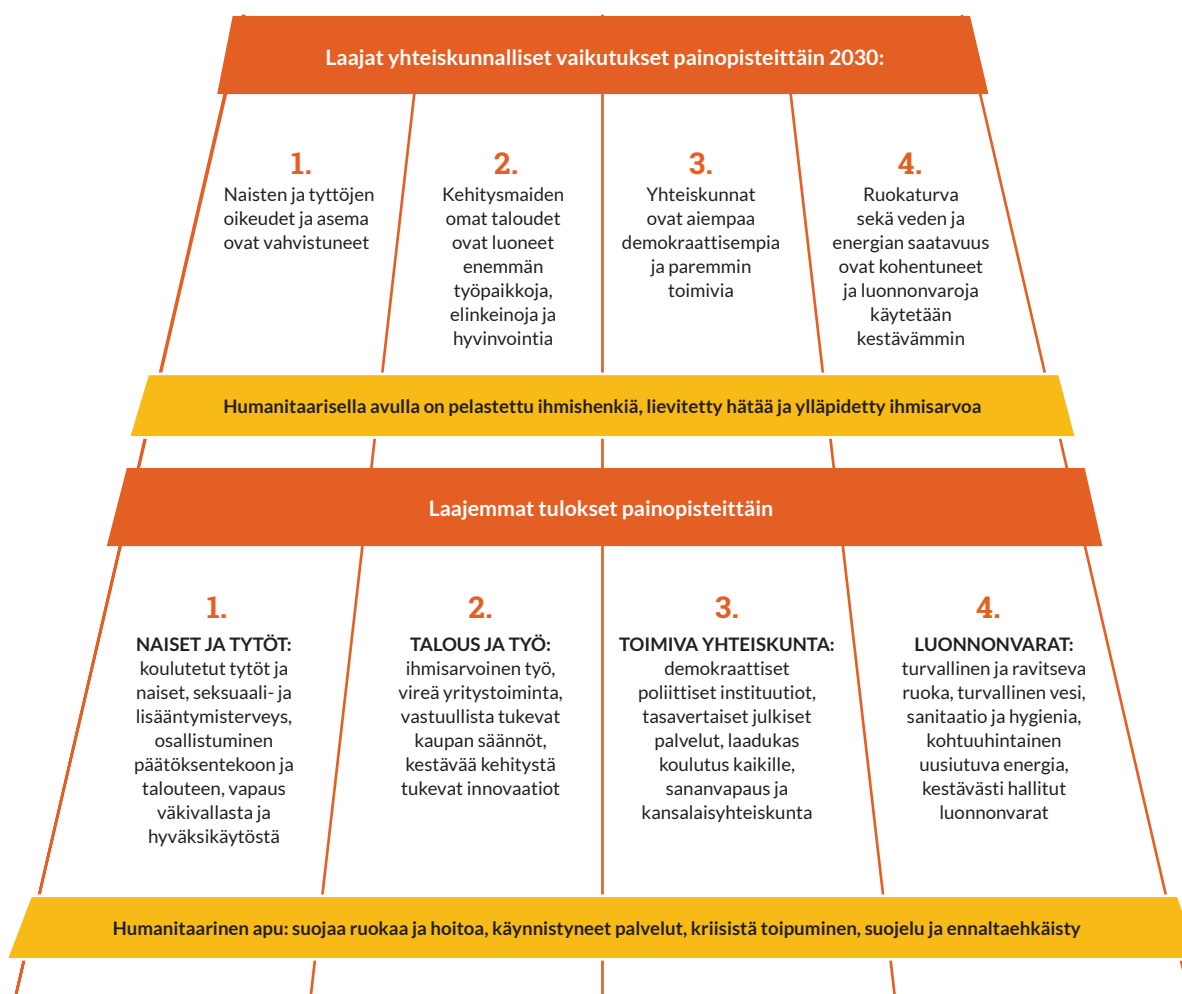 Laajat yhteiskunnalliset vaikutukset painopisteittäin 2030:
1.
Naisten ja tyttöjen
oikeudet ja asema
ovat vahvistuneet
2.
Kehitysmaiden
omat taloudet
ovat luoneet
enemmän
työpaikkoja,
elinkeinoja ja
hyvinvointia
3.
Yhteiskunnat
ovat aiempaa
demokraattisempia
ja paremmin
toimivia
4.
Ruokaturva
sekä veden ja
energian saatavuus
ovat kohentuneet
ja luonnonvaroja
käytetään
kestävämmin
Humanitaarisella avulla on pelastettu ihmishenkiä, lievitetty hätää ja ylläpidetty ihmisarvoa
Laajemmat tulokset painopisteittäin
1.
NAISET JA TYTÖT:
koulutetut tytöt ja
naiset, seksuaali- ja
lisääntymisterveys,
osallistuminen
päätöksentekoon ja
talouteen, vapaus
väkivallasta ja
hyväksikäytöstä
2.
TALOUS JA TYÖ:
ihmisarvoinen työ,
vireä yritystoiminta,
vastuullista tukevat
kaupan säännöt,
kestävää kehitystä
tukevat innovaatiot
3.
TOIMIVA YHTEISKUNTA:
demokraattiset
poliittiset instituutiot,
tasavertaiset julkiset
palvelut, laadukas
koulutus kaikille,
sananvapaus ja
kansalaisyhteiskunta
4.
LUONNONVARAT:
turvallinen ja ravitseva
ruoka, turvallinen vesi,
sanitaatio ja hygienia,
kohtuuhintainen
uusiutuva energia,
kestävästi hallitut
luonnonvarat
Humanitaarinen apu: suojaa ruokaa ja hoitoa, käynnistyneet palvelut, kriisistä toipuminen, suojelu ja ennaltaehkäisty